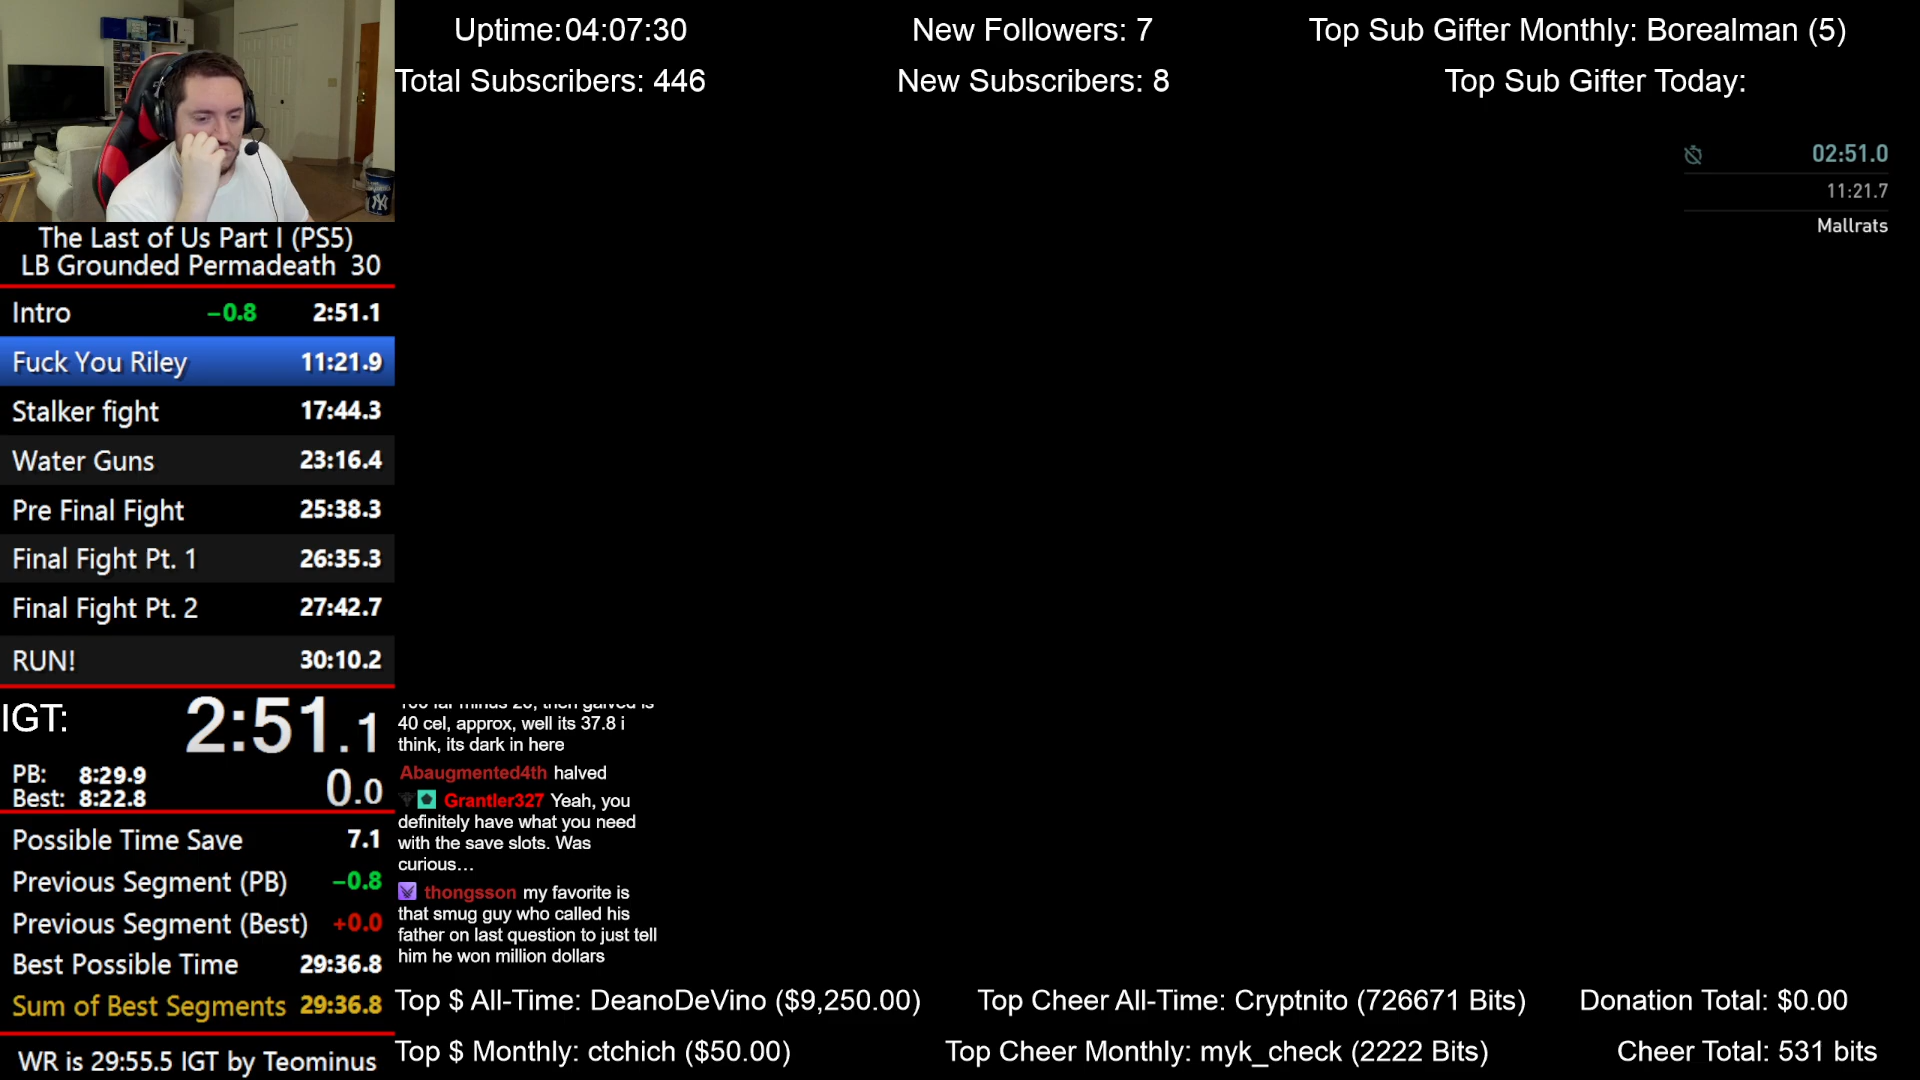 Uptime:04:07:30
New Followers: 7
Top Sub Gifter Monthly: Borealman (5)
Total Subscribers: 446
New Subscribers: 8
Top Sub Gifter Today:
02:51.0
11:21.7
Mallrats
The Last of Us Part I (PS5)
LB Grounded Permadeath 30
Intro −0.8 2:51.1
Fuck You Riley 11:21.9
Stalker fight 17:44.3
Water Guns 23:16.4
Pre Final Fight 25:38.3
Final Fight Pt. 1 26:35.3
Final Fight Pt. 2 27:42.7
RUN! 30:10.2
IGT: 2:51.1
PB: 8:29.9
Best: 8:22.8
0.0
Possible Time Save 7.1
Previous Segment (PB) −0.8
Previous Segment (Best) +0.0
Best Possible Time 29:36.8
Sum of Best Segments 29:36.8
WR is 29:55.5 IGT by Teominus
40 cel, approx, well its 37.8 i
think, its dark in here
Abaugmented4th halved
Grantler327 Yeah, you
definitely have what you need
with the save slots. Was
curious…
thongsson my favorite is
that smug guy who called his
father on last question to just tell
him he won million dollars
Top $ All-Time: DeanoDeVino ($9,250.00)
Top Cheer All-Time: Cryptnito (726671 Bits)
Donation Total: $0.00
Top $ Monthly: ctchich ($50.00)
Top Cheer Monthly: myk_check (2222 Bits)
Cheer Total: 531 bits